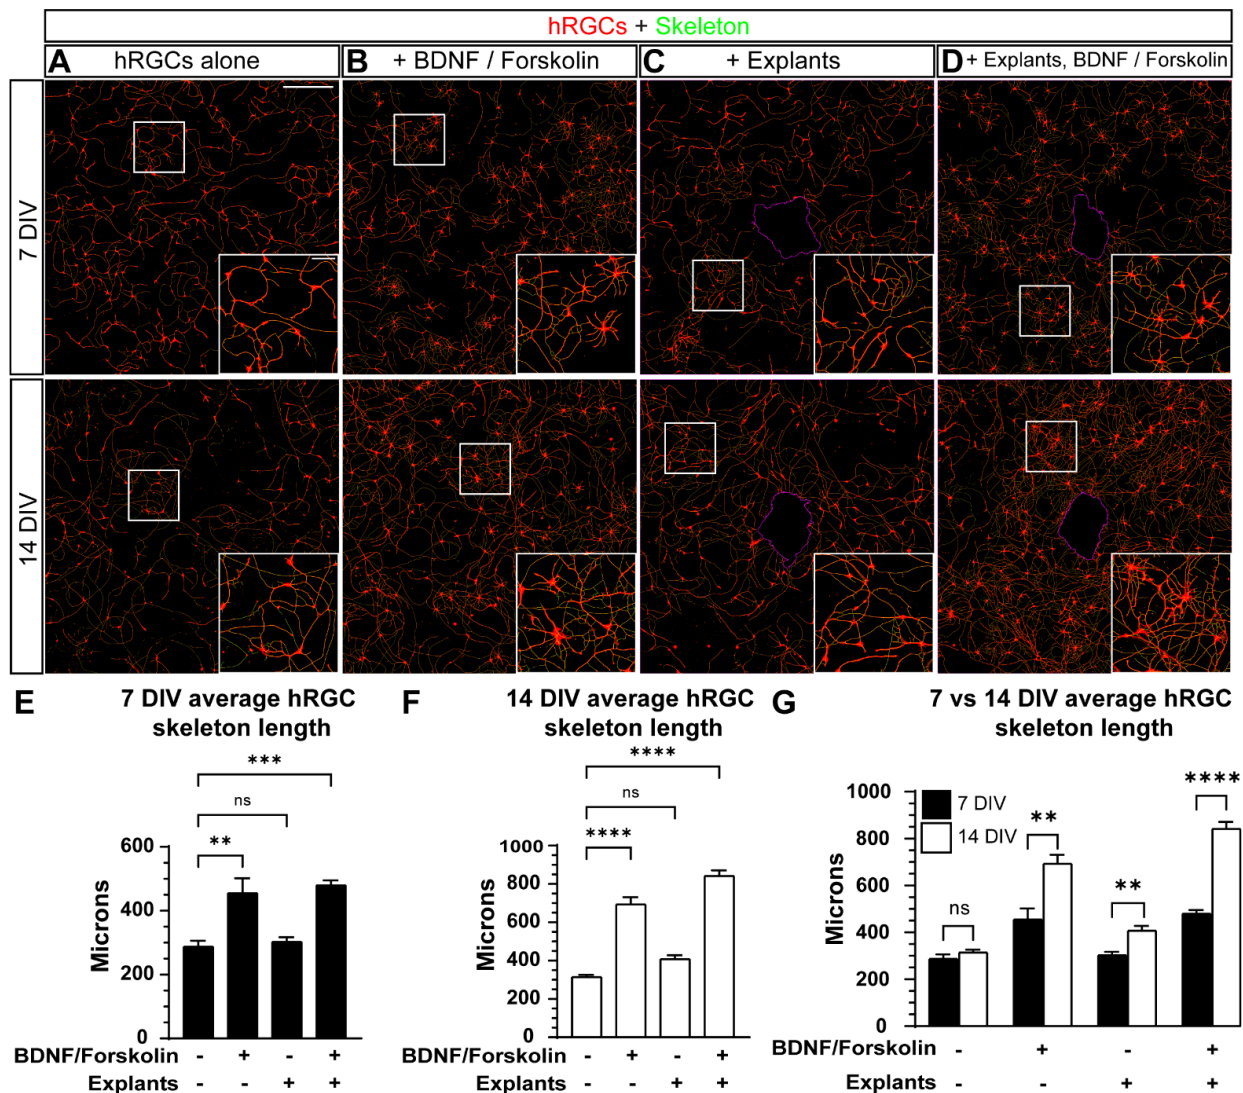 hRGCs + Skeleton
A hRGCs alone
B + BDNF / Forskolin
C + Explants
D + Explants, BDNF / Forskolin
7 DIV
14 DIV
E 7 DIV average hRGC
skeleton length
***
ns
**
600
400
200
0
Microns
BDNF/Forskolin - + - +
Explants - - + +
F 14 DIV average hRGC
skeleton length
****
ns
****
1000
800
600
400
200
0
Microns
BDNF/Forskolin - + - +
Explants - - + +
G 7 vs 14 DIV average hRGC
skeleton length
7 DIV
14 DIV
ns
**
**
****
1000
800
600
400
200
0
Microns
BDNF/Forskolin - + - +
Explants - - + +